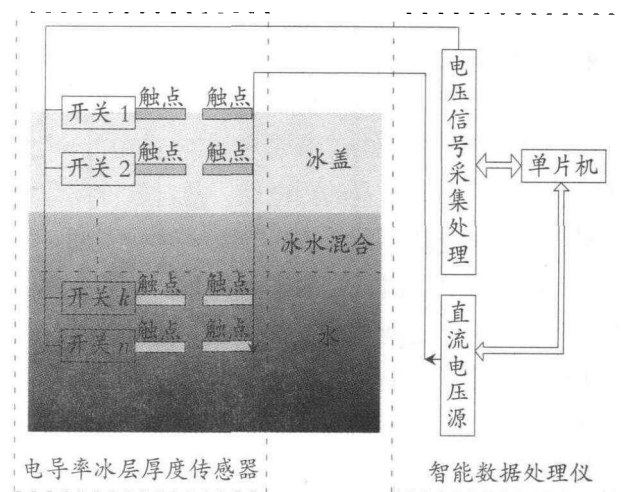 开关 1 触点 触点
开关 2 触点 触点
冰盖
冰水混合
开关 k 触点 触点
开关 n 触点 触点
水
电压信号采集处理
单片机
直流电压源
电导率冰层厚度传感器
智能数据处理仪